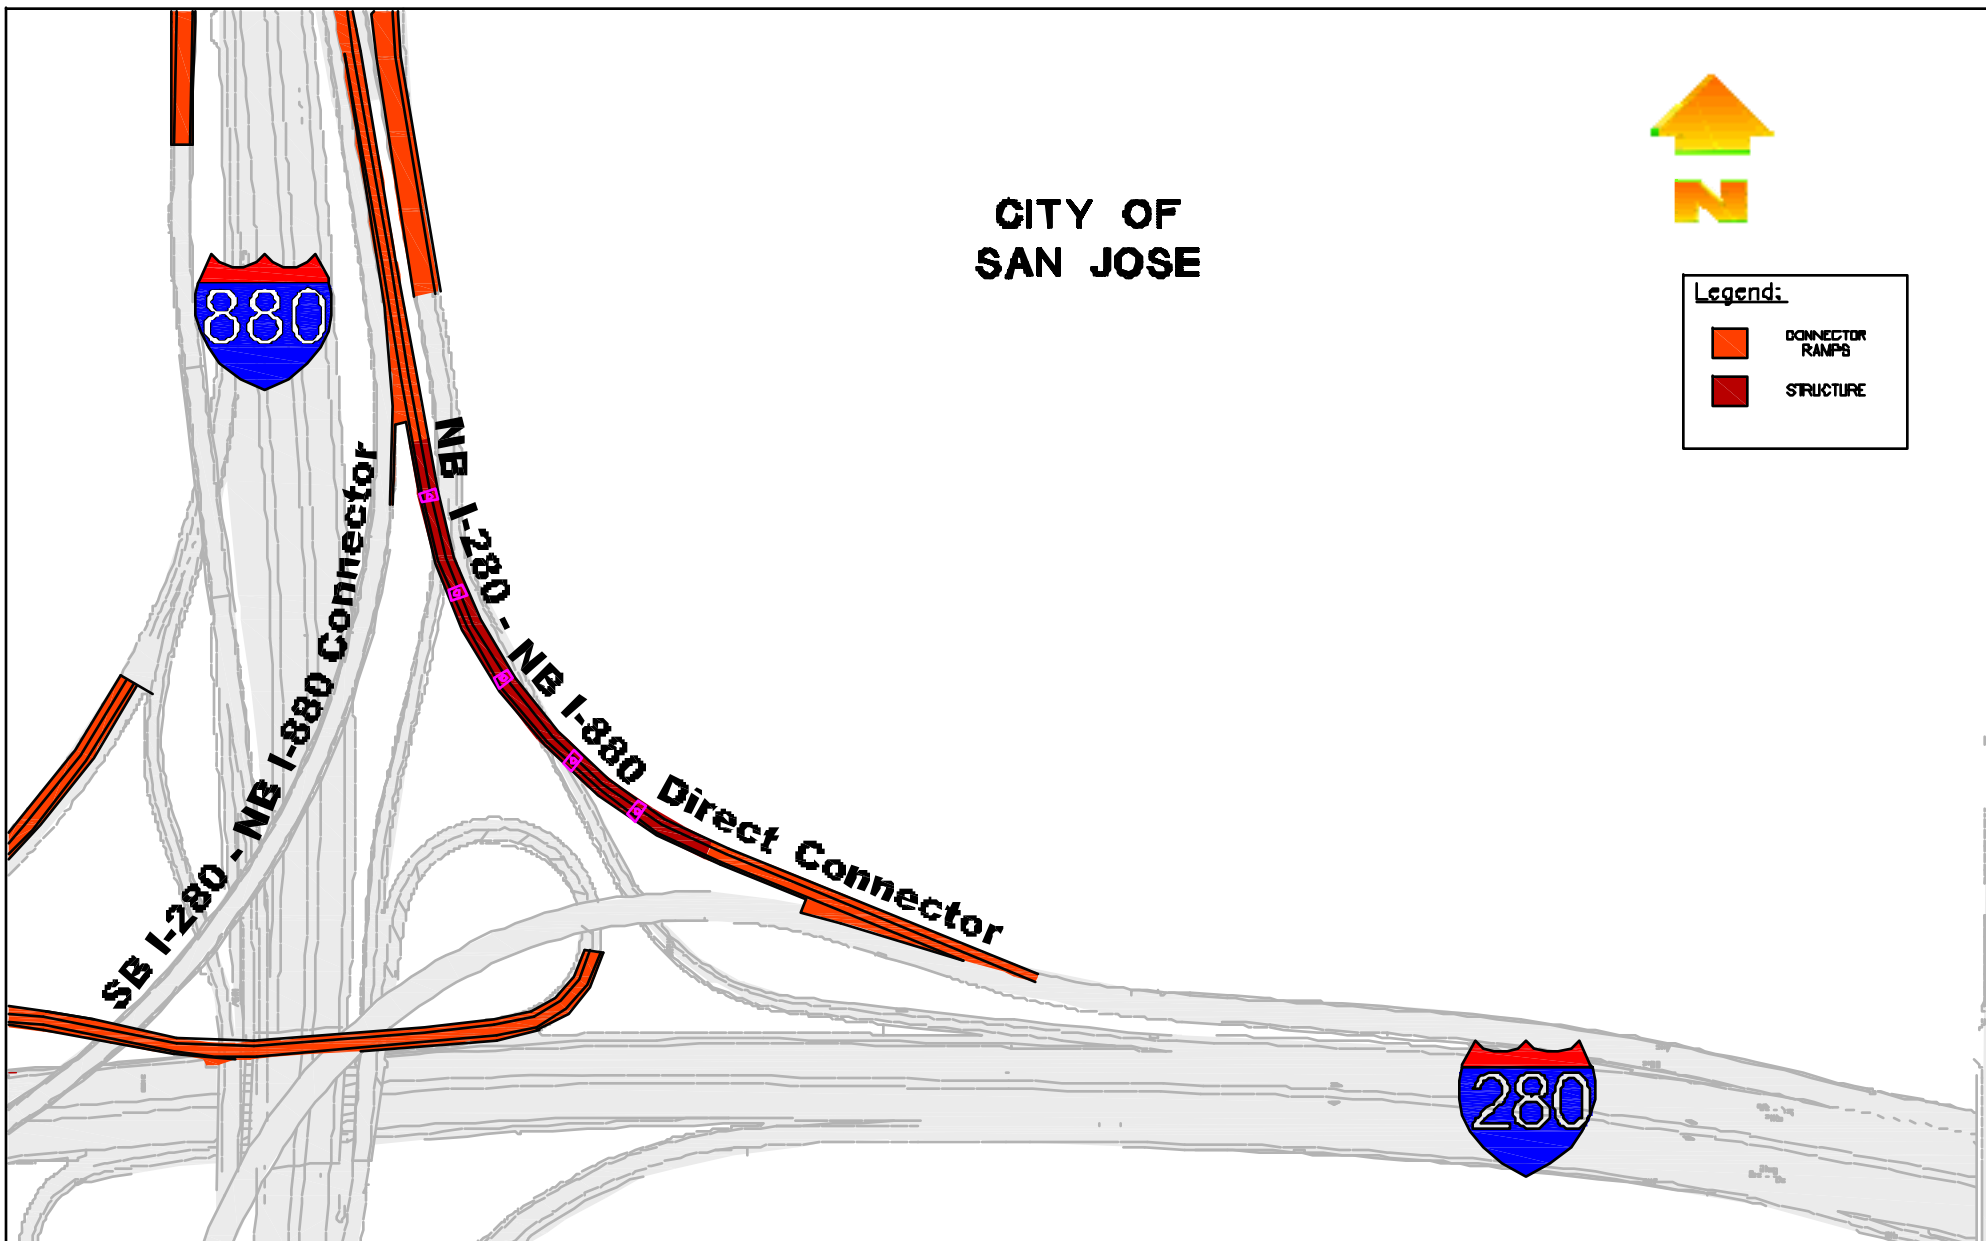 CITY OF
SAN JOSE
N
Legend:
CONNECTOR
RAMPS
STRUCTURE
880
NB I-280 - NB I-880 Direct Connector
SB I-280 - NB I-880 Connector
280